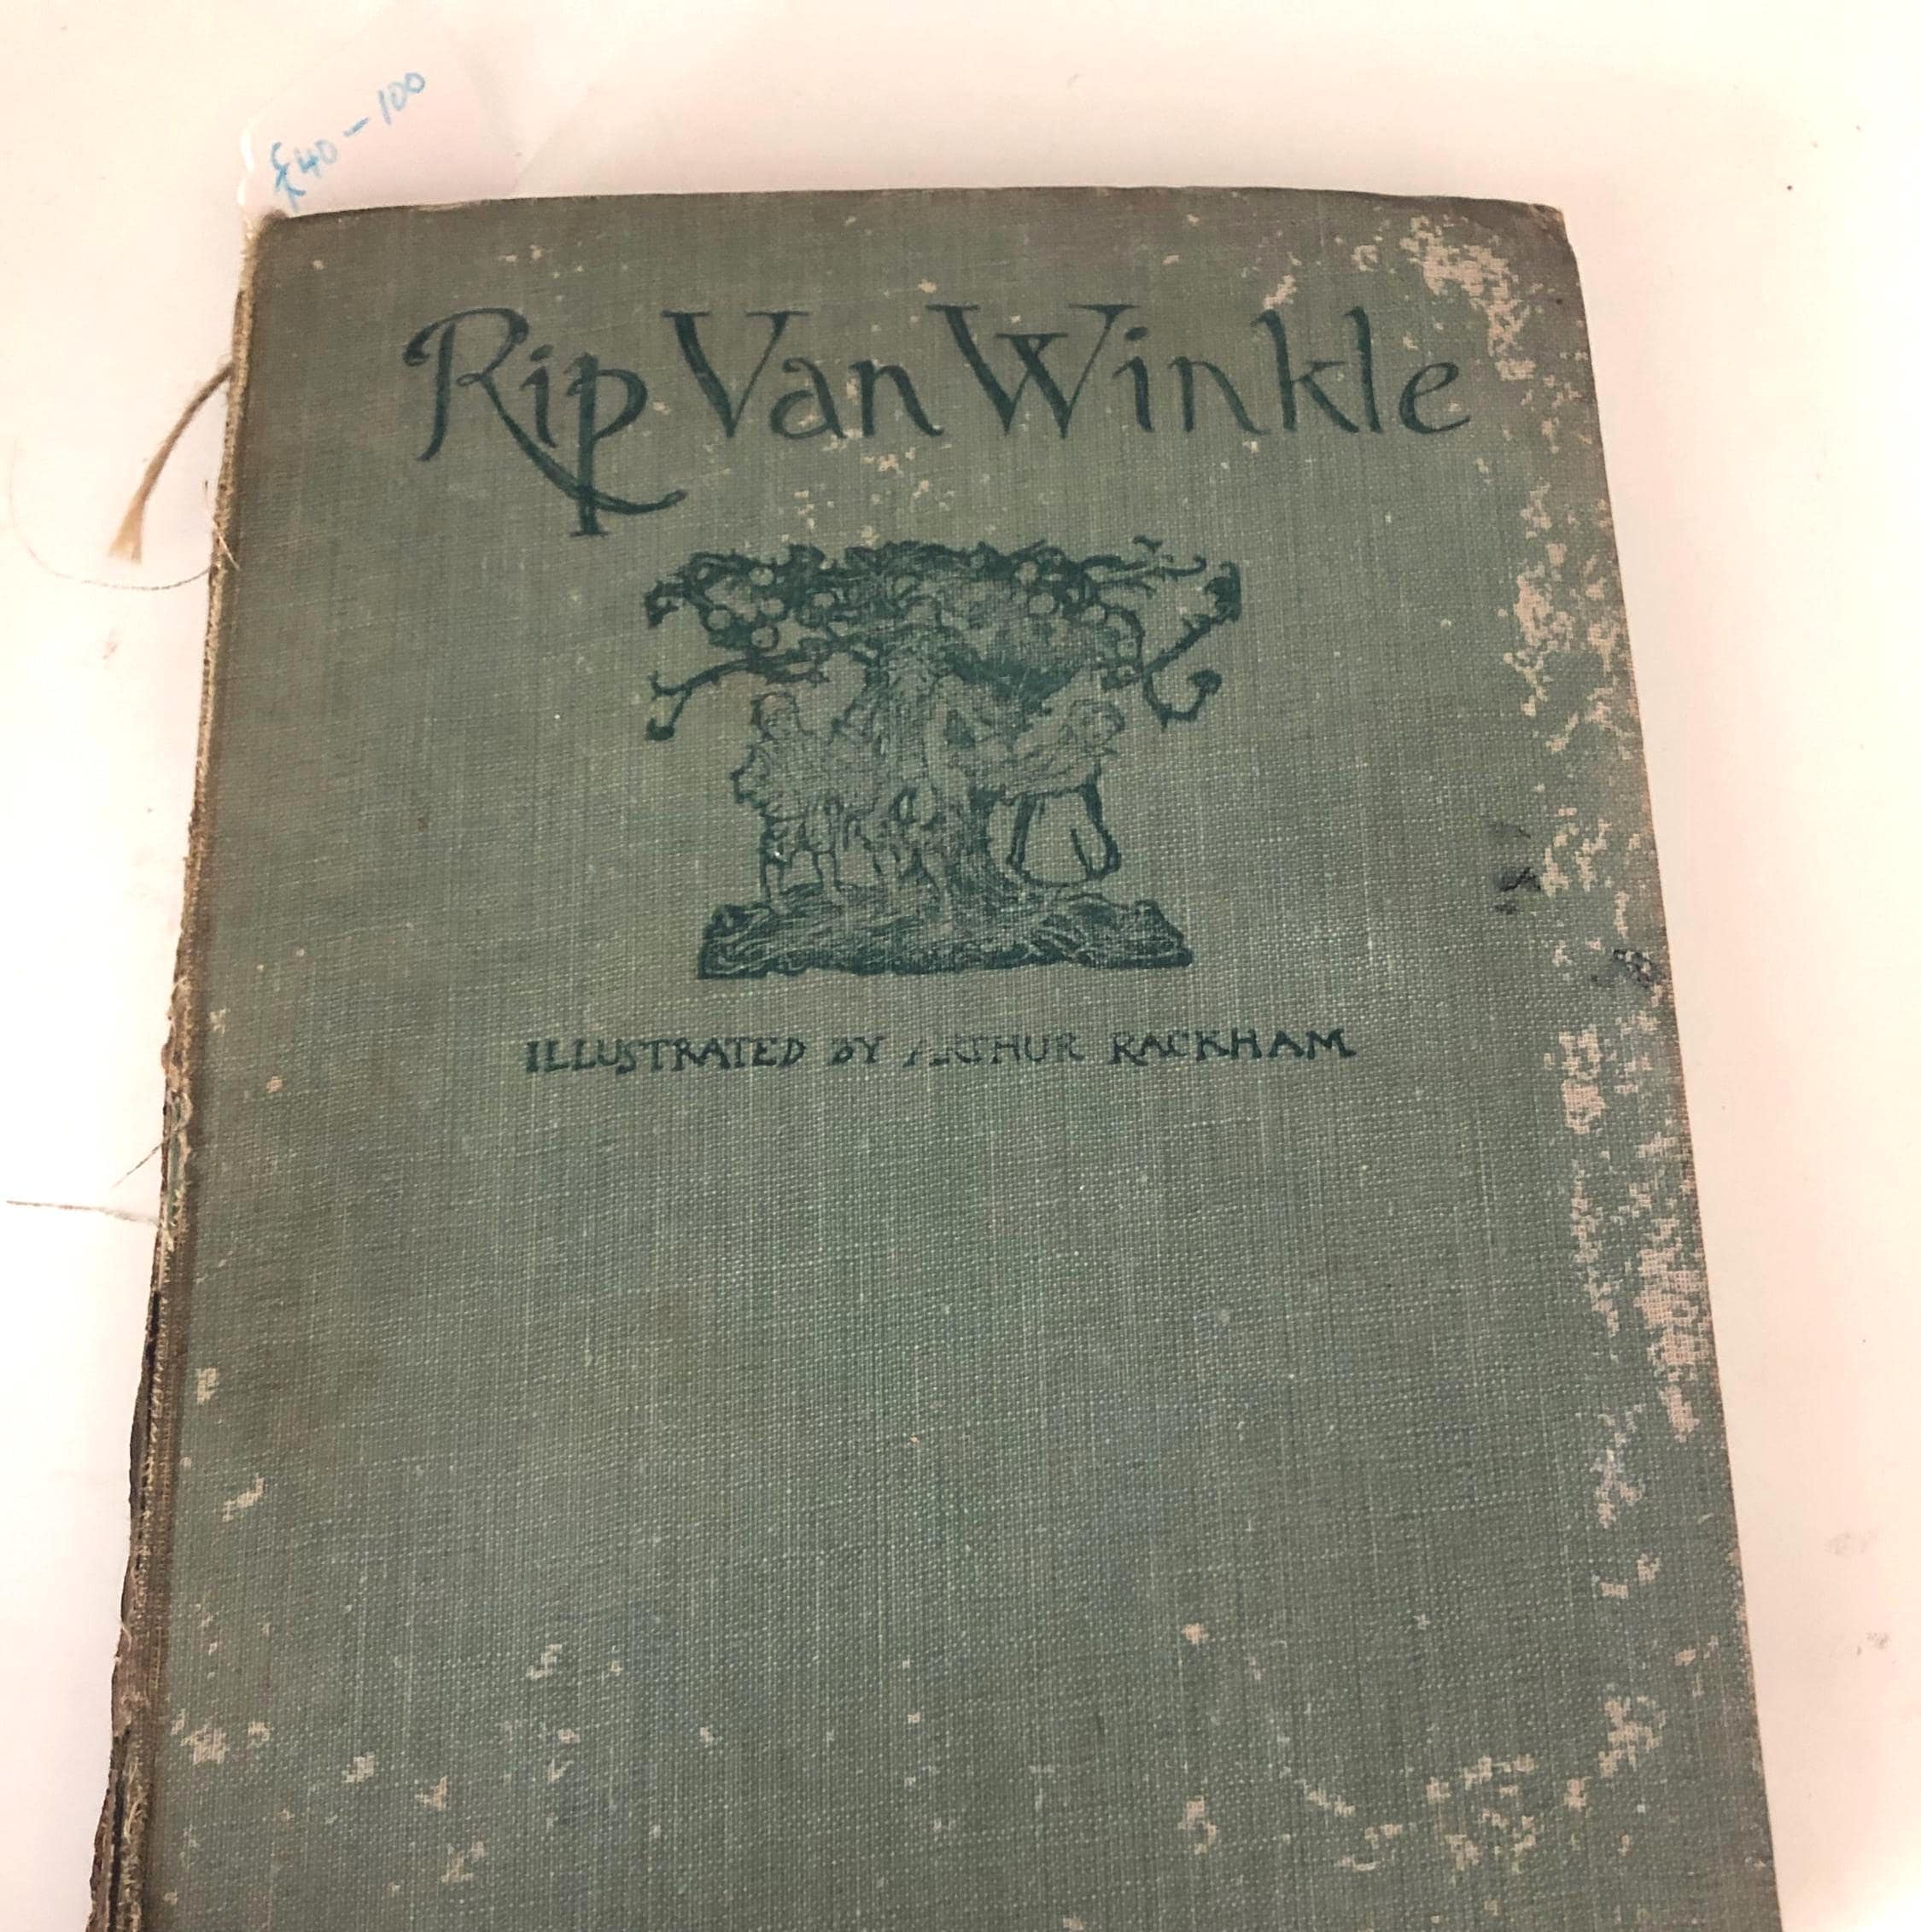 £40-100
Rip Van Winkle
ILLUSTRATED BY ARTHUR RACKHAM